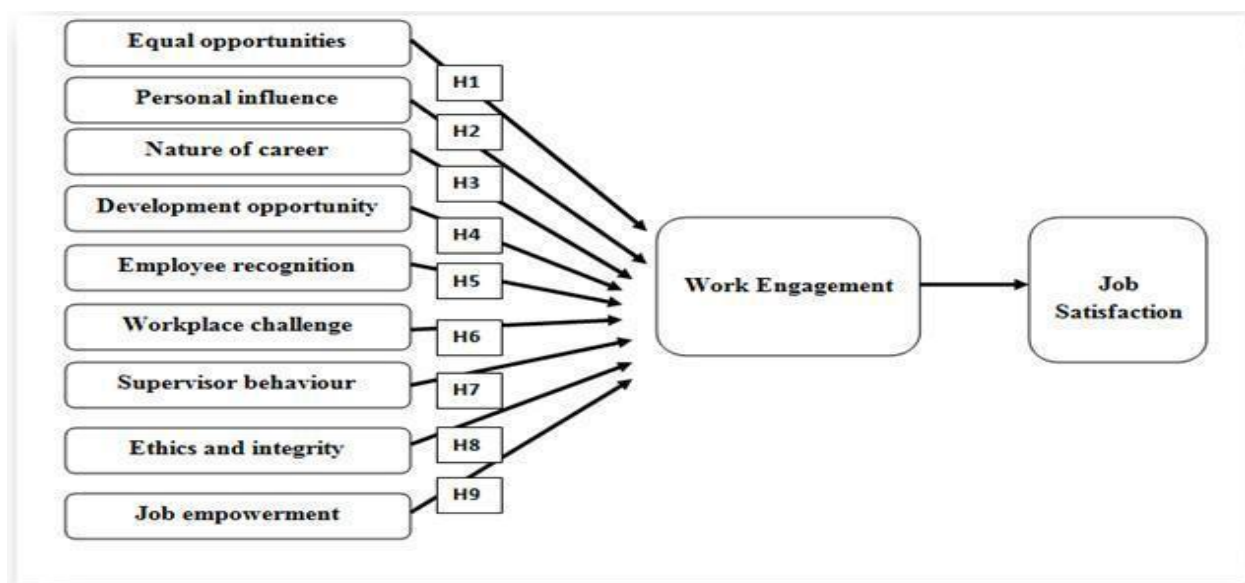 Equal opportunities
H1
Personal influence
H2
Nature of career
H3
Development opportunity
H4
Employee recognition
H5
Workplace challenge
H6
Supervisor behaviour
H7
Ethics and integrity
H8
Job empowerment
H9
Work Engagement
Job
Satisfaction